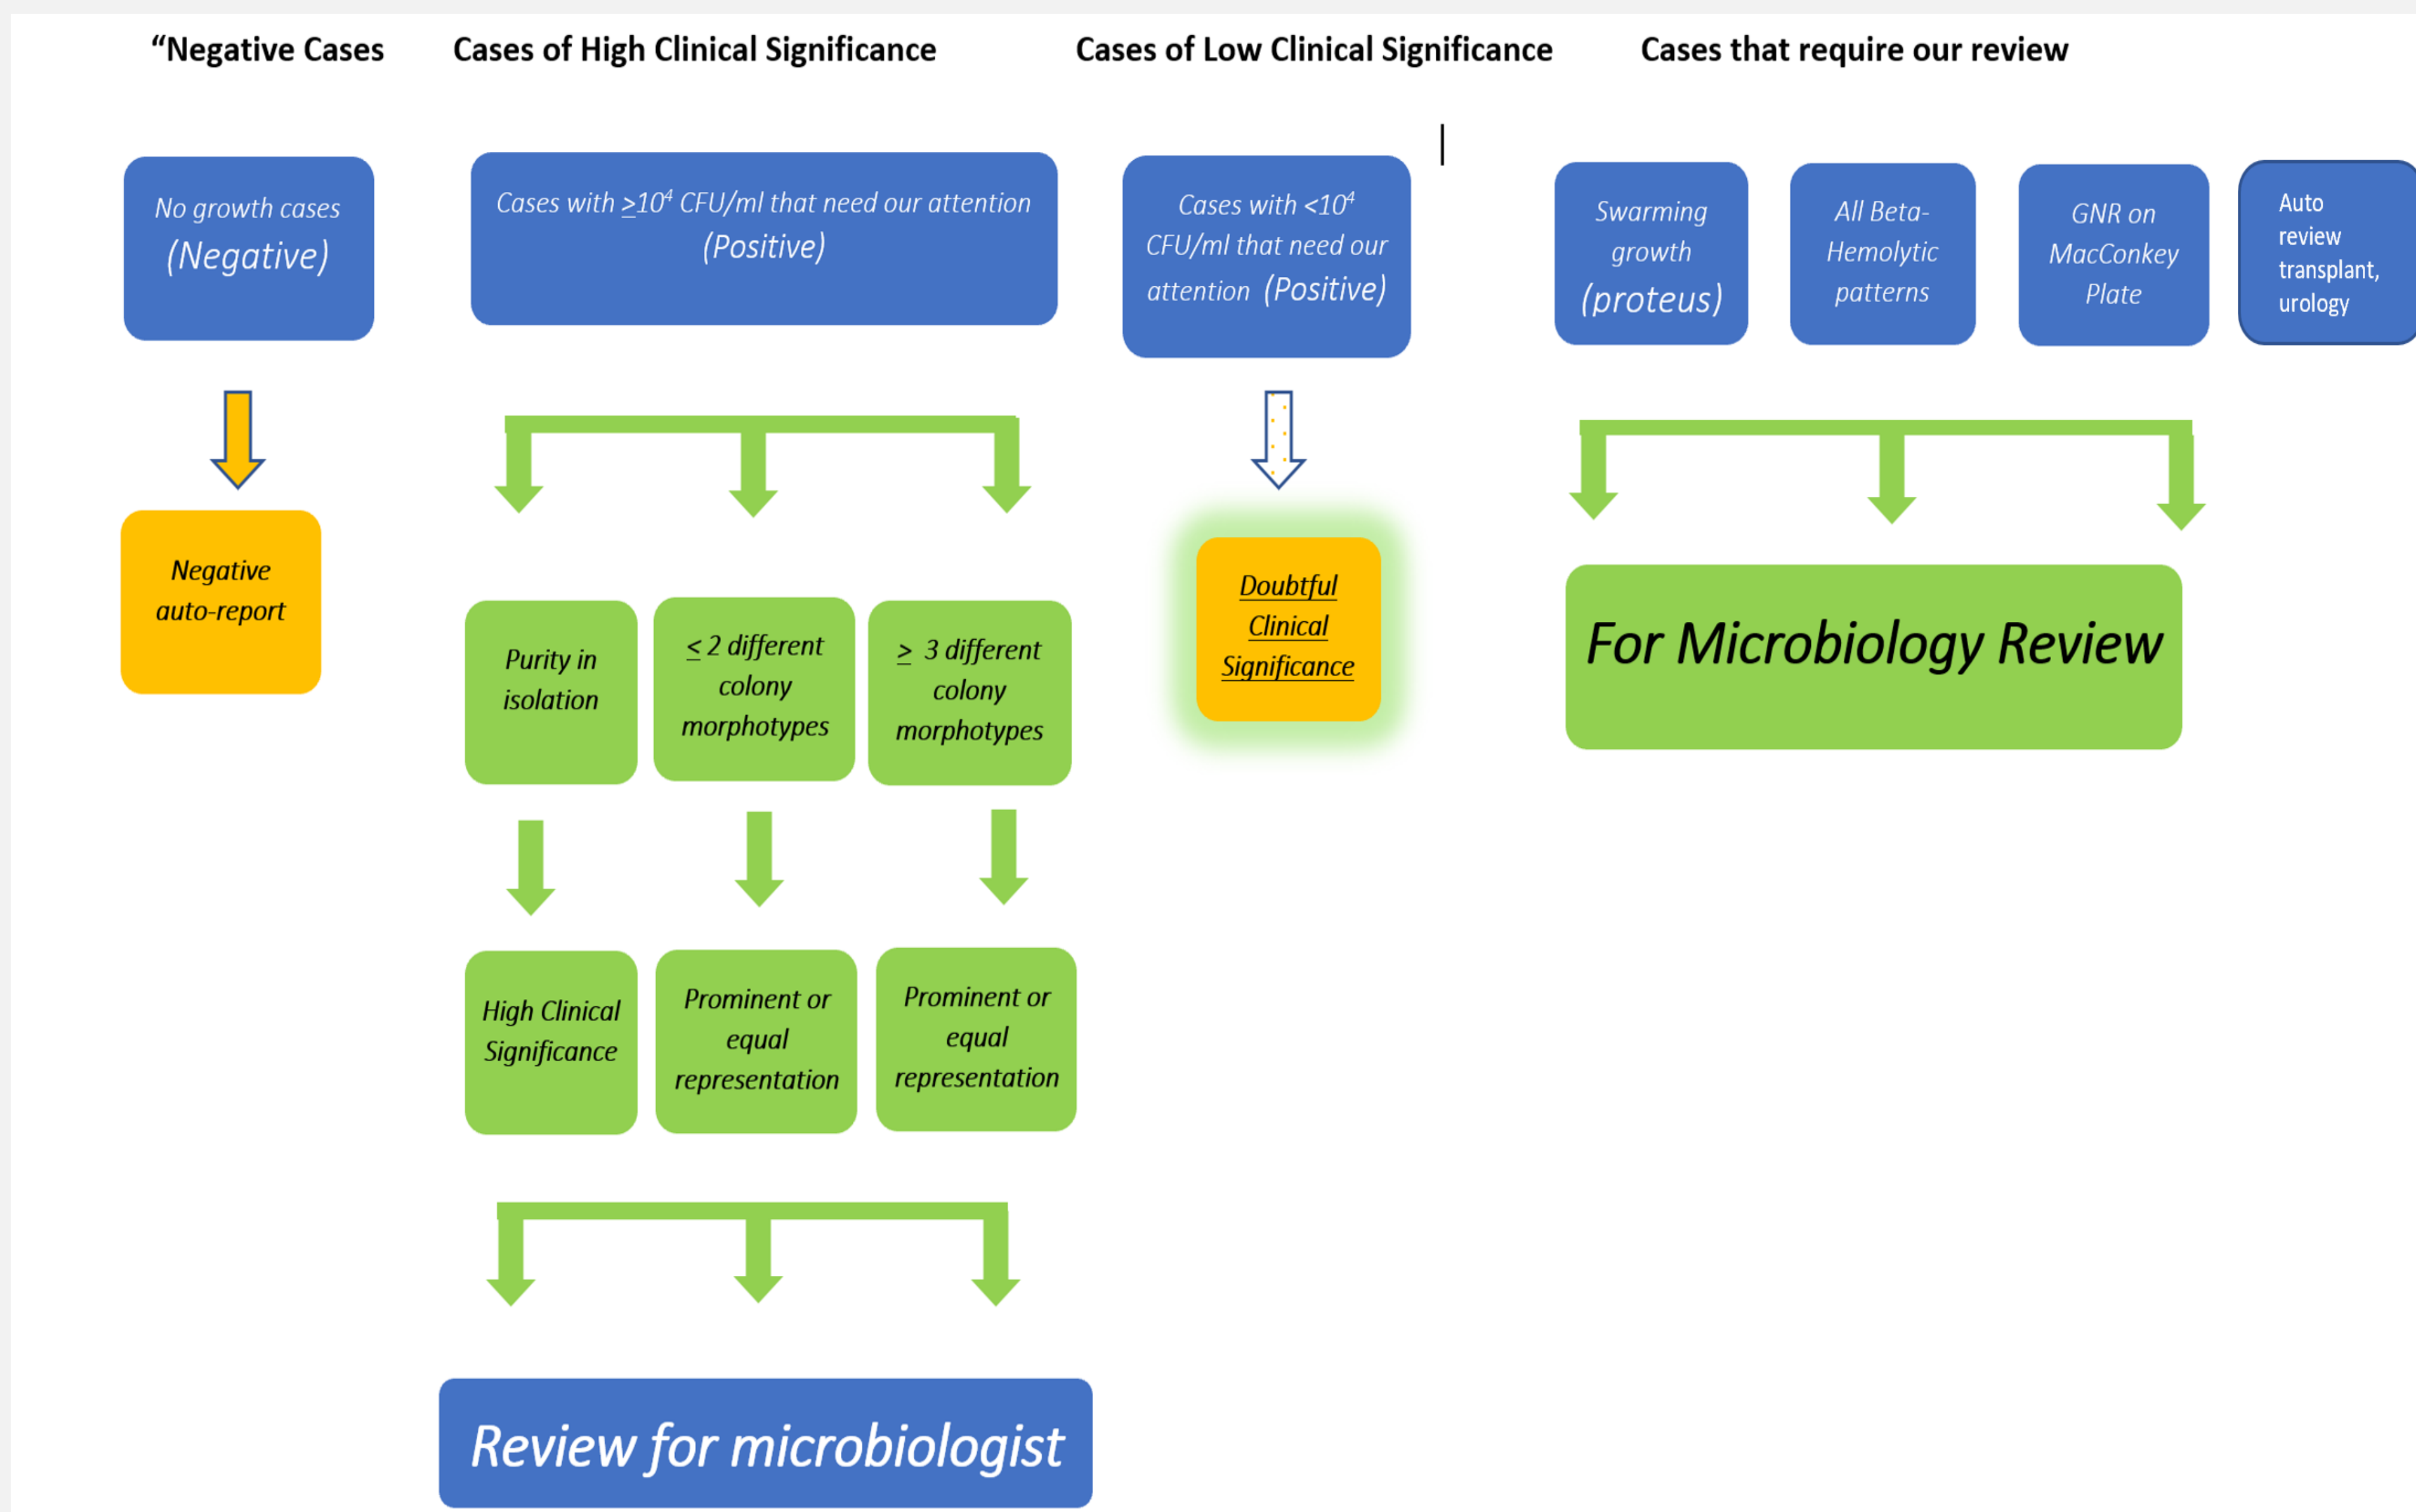 “Negative Cases
Cases of High Clinical Significance
Cases of Low Clinical Significance
Cases that require our review
No growth cases
(Negative)
Cases with ≥10⁴ CFU/ml that need our attention
(Positive)
Cases with <10⁴
CFU/ml that need our
attention (Positive)
Swarming
growth
(proteus)
All Beta-
Hemolytic
patterns
GNR on
MacConkey
Plate
Auto
review
transplant,
urology
Negative
auto-report
Purity in
isolation
≤ 2 different
colony
morphotypes
≥ 3 different
colony
morphotypes
Doubtful
Clinical
Significance
For Microbiology Review
High Clinical
Significance
Prominent or
equal
representation
Prominent or
equal
representation
Review for microbiologist